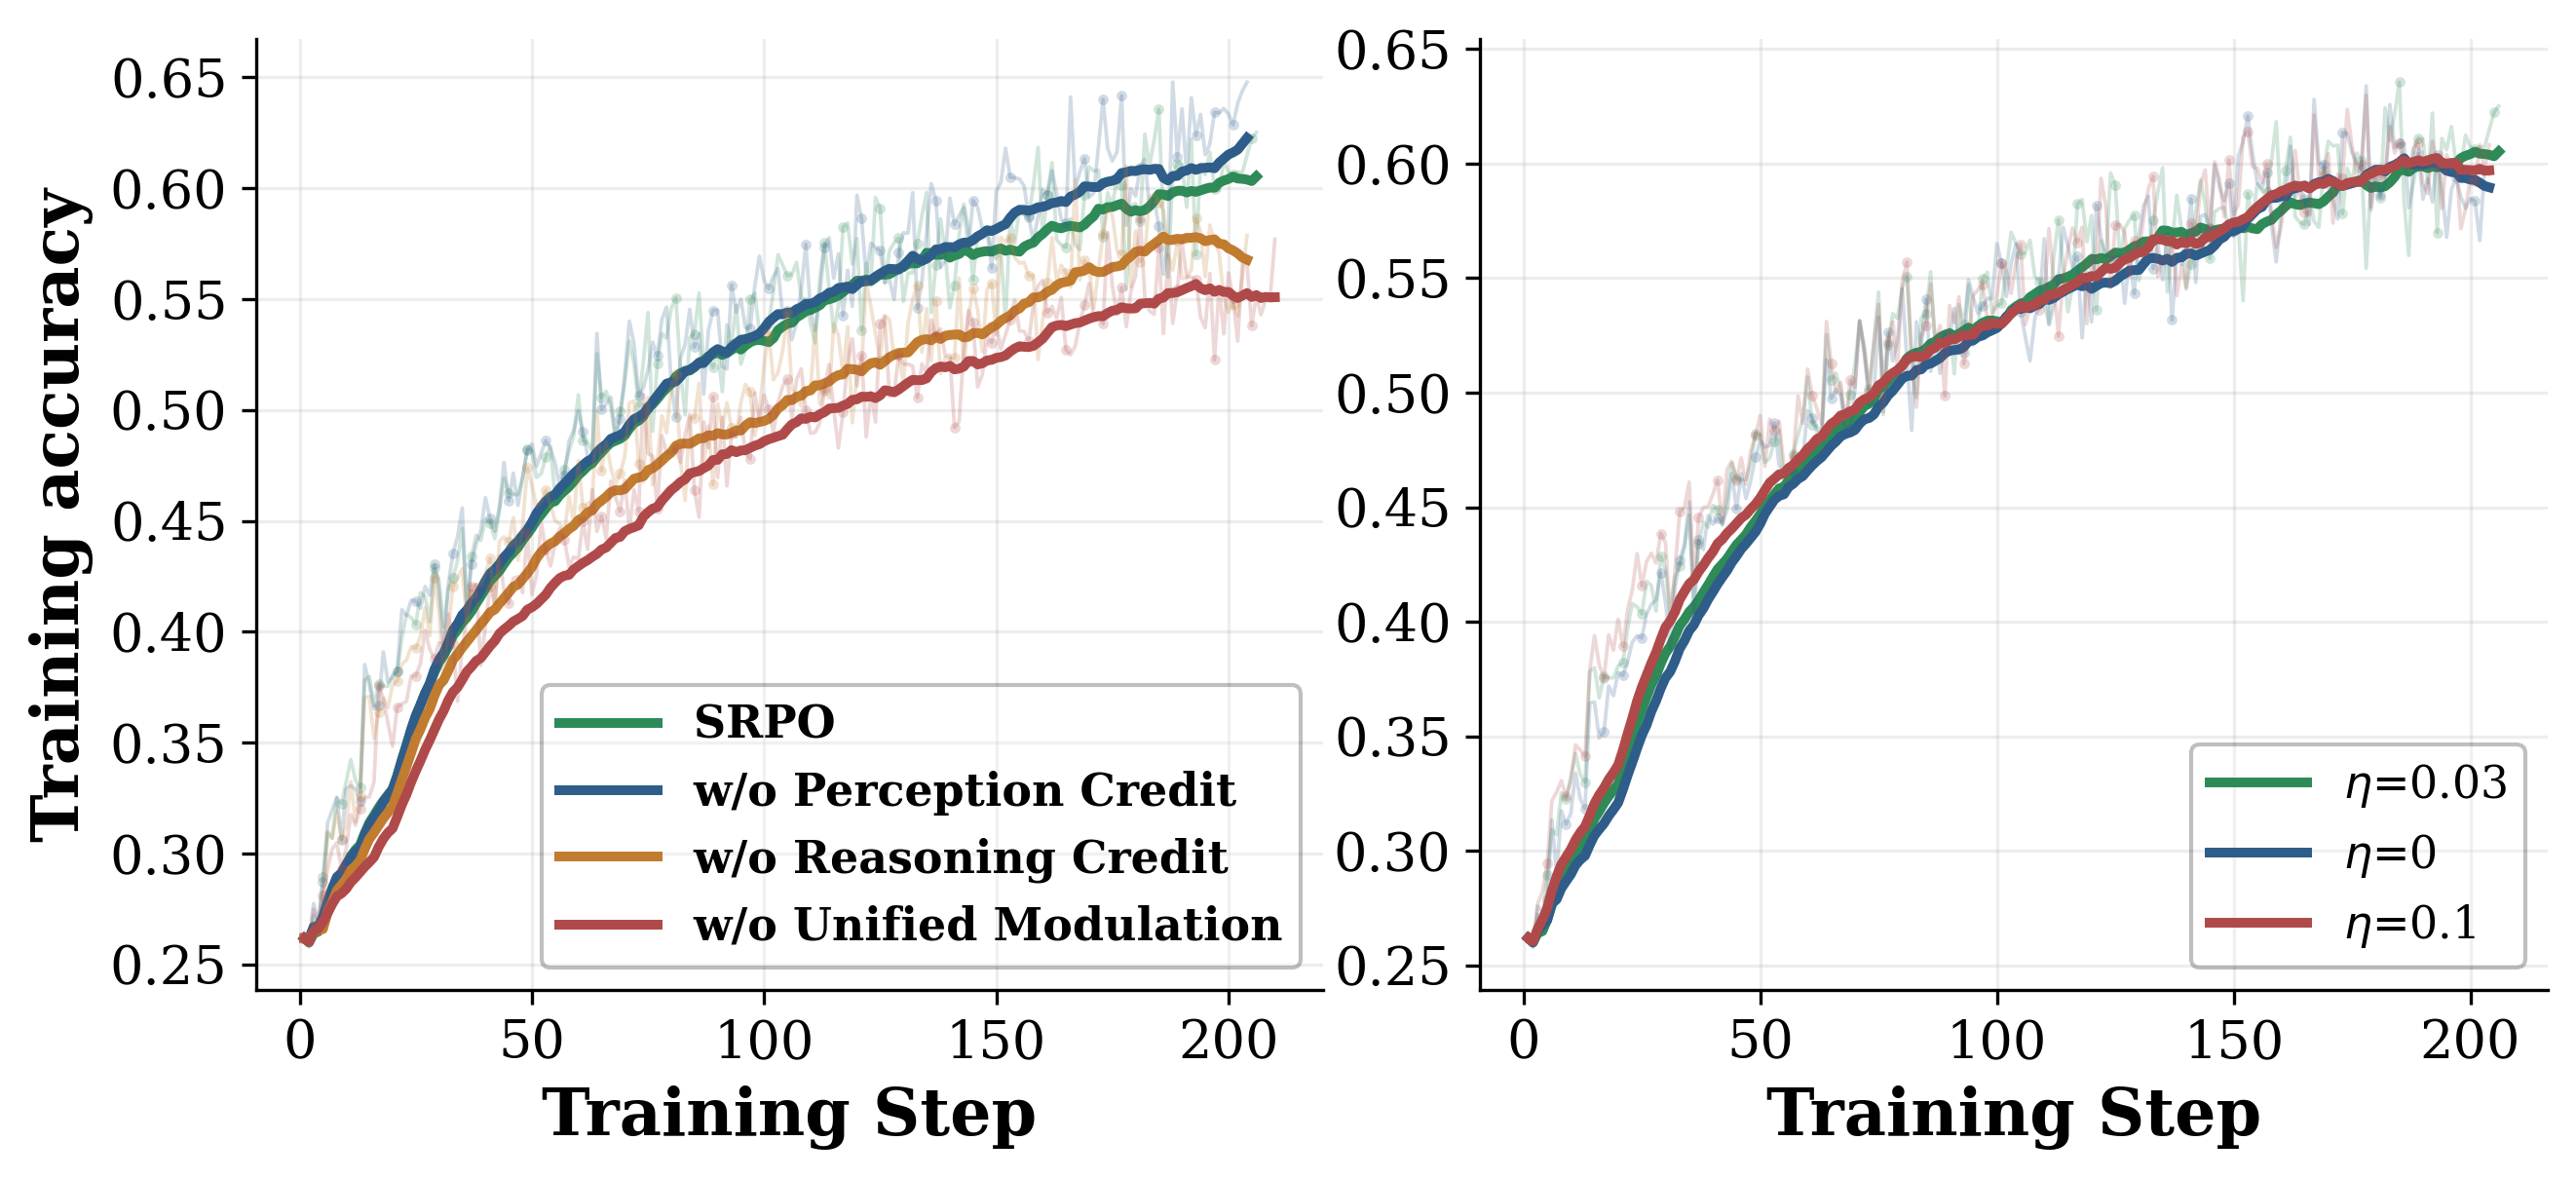 Training accuracy
0.65
0.60
0.55
0.50
0.45
0.40
0.35
0.30
0.25
0 50 100 150 200
Training Step
SRPO
w/o Perception Credit
w/o Reasoning Credit
w/o Unified Modulation
0.65
0.60
0.55
0.50
0.45
0.40
0.35
0.30
0.25
0 50 100 150 200
Training Step
η=0.03
η=0
η=0.1